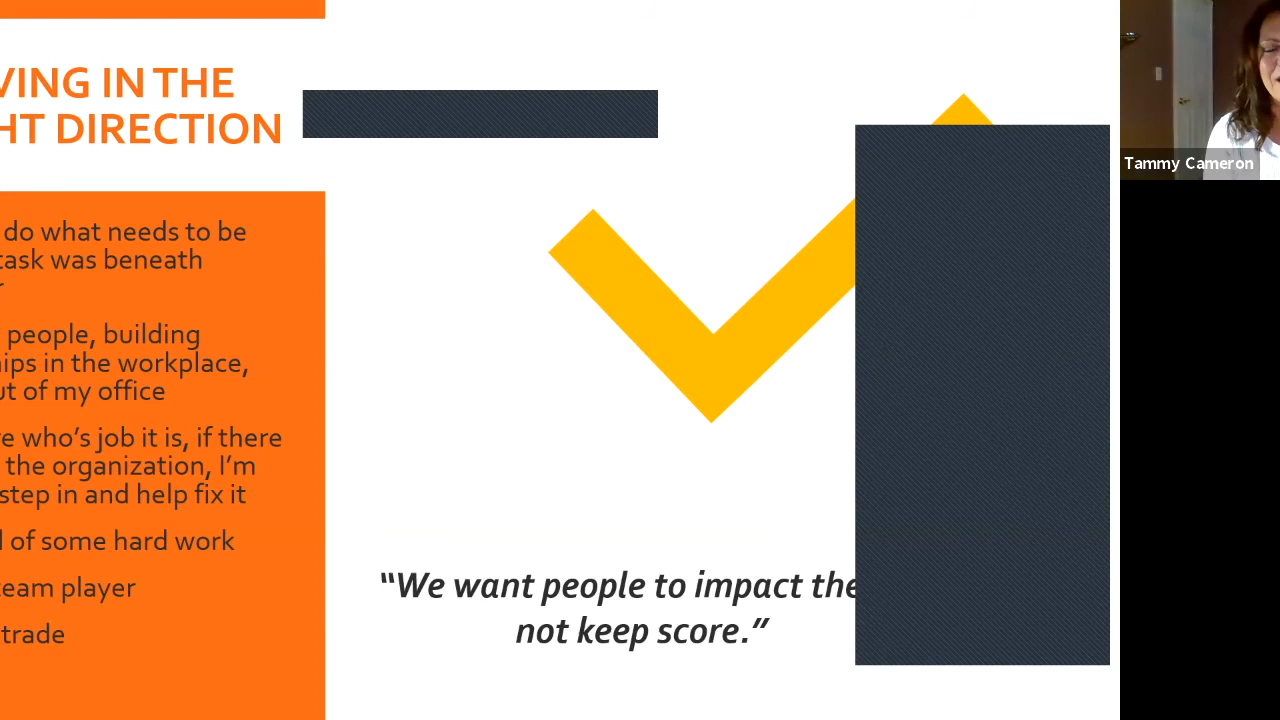 VING IN THE
HT DIRECTION
do what needs to be
task was beneath
people, building
hips in the workplace,
ut of my office
e who's job it is, if there
the organization, I'm
step in and help fix it
of some hard work
team player
trade
“We want people to impact the
not keep score.”
Tammy Cameron